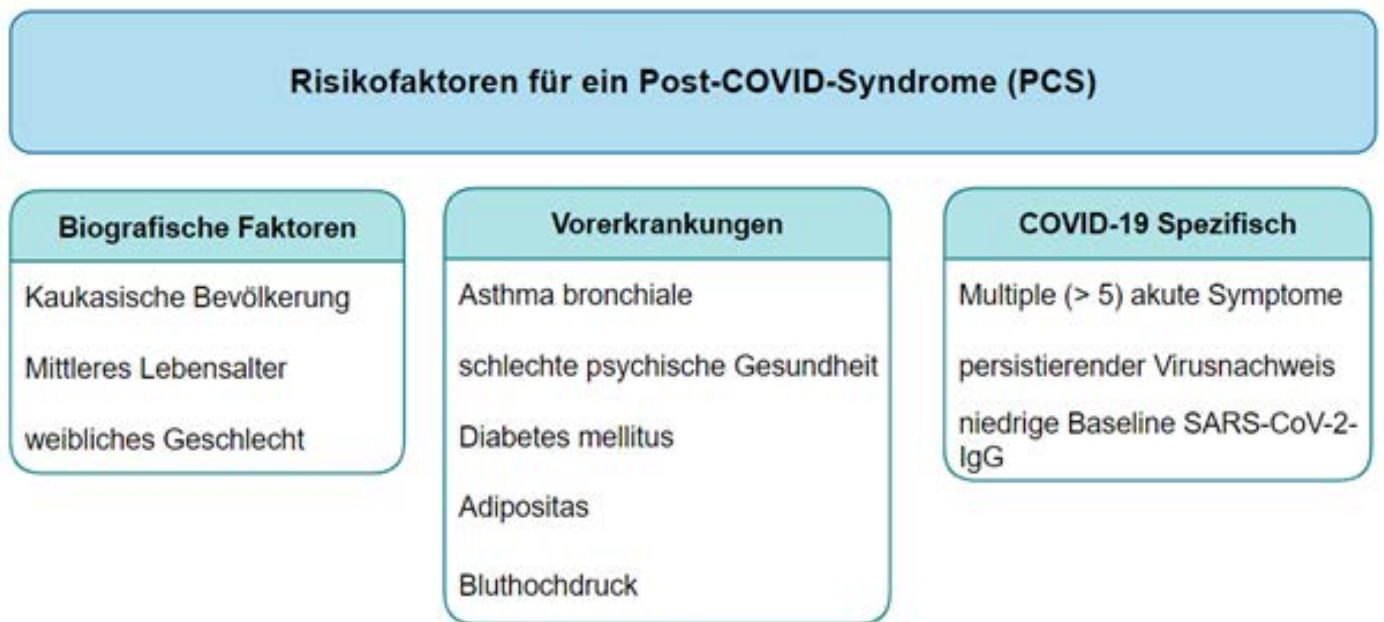 Risikofaktoren für ein Post-COVID-Syndrome (PCS)
Biografische Faktoren
Kaukasische Bevölkerung
Mittleres Lebensalter
weibliches Geschlecht
Vorerkrankungen
Asthma bronchiale
schlechte psychische Gesundheit
Diabetes mellitus
Adipositas
Bluthochdruck
COVID-19 Spezifisch
Multiple (> 5) akute Symptome
persistierender Virusnachweis
niedrige Baseline SARS-CoV-2-
IgG